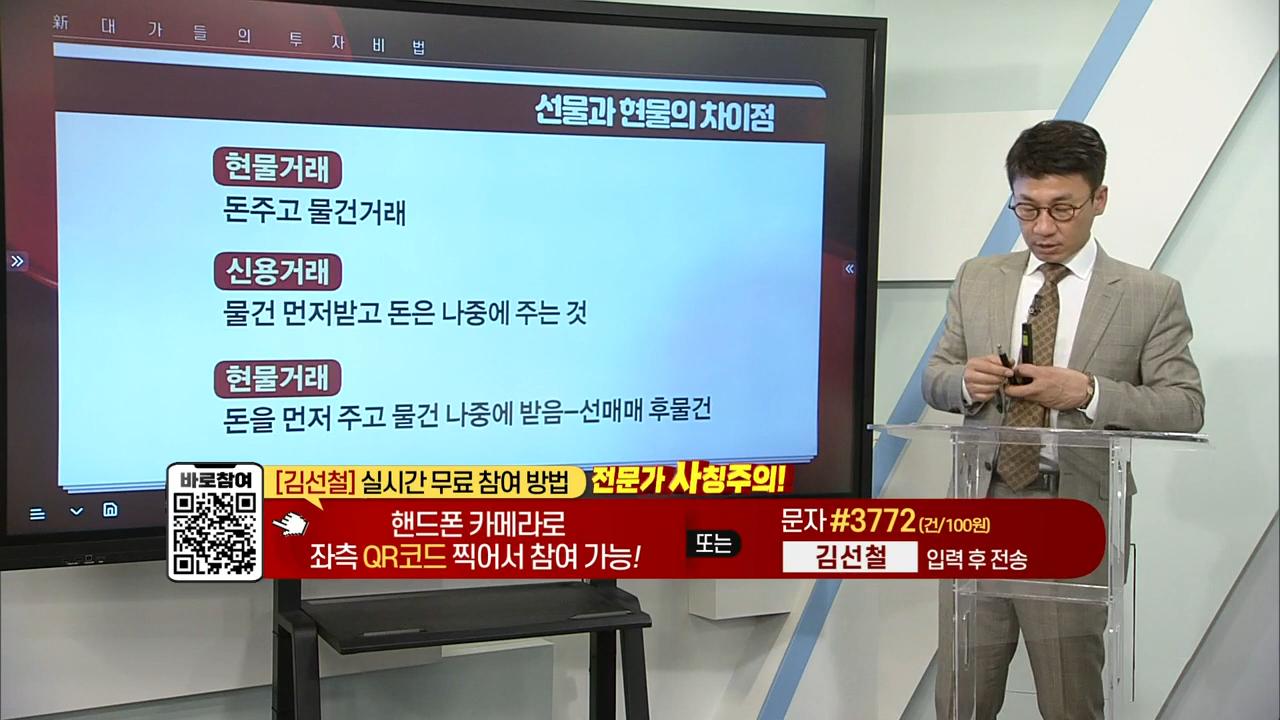 新 대가들의 투자비법
선물과 현물의 차이점
현물거래
돈주고 물건거래
신용거래
물건 먼저받고 돈은 나중에 주는 것
현물거래
돈을 먼저 주고 물건 나중에 받음-선매매 후물건
바로참여
[김선철] 실시간 무료 참여 방법
전문가 사칭주의!
핸드폰 카메라로
좌측 QR코드 찍어서 참여 가능!
또는
문자 #3772 (건/100원)
김선철 입력 후 전송